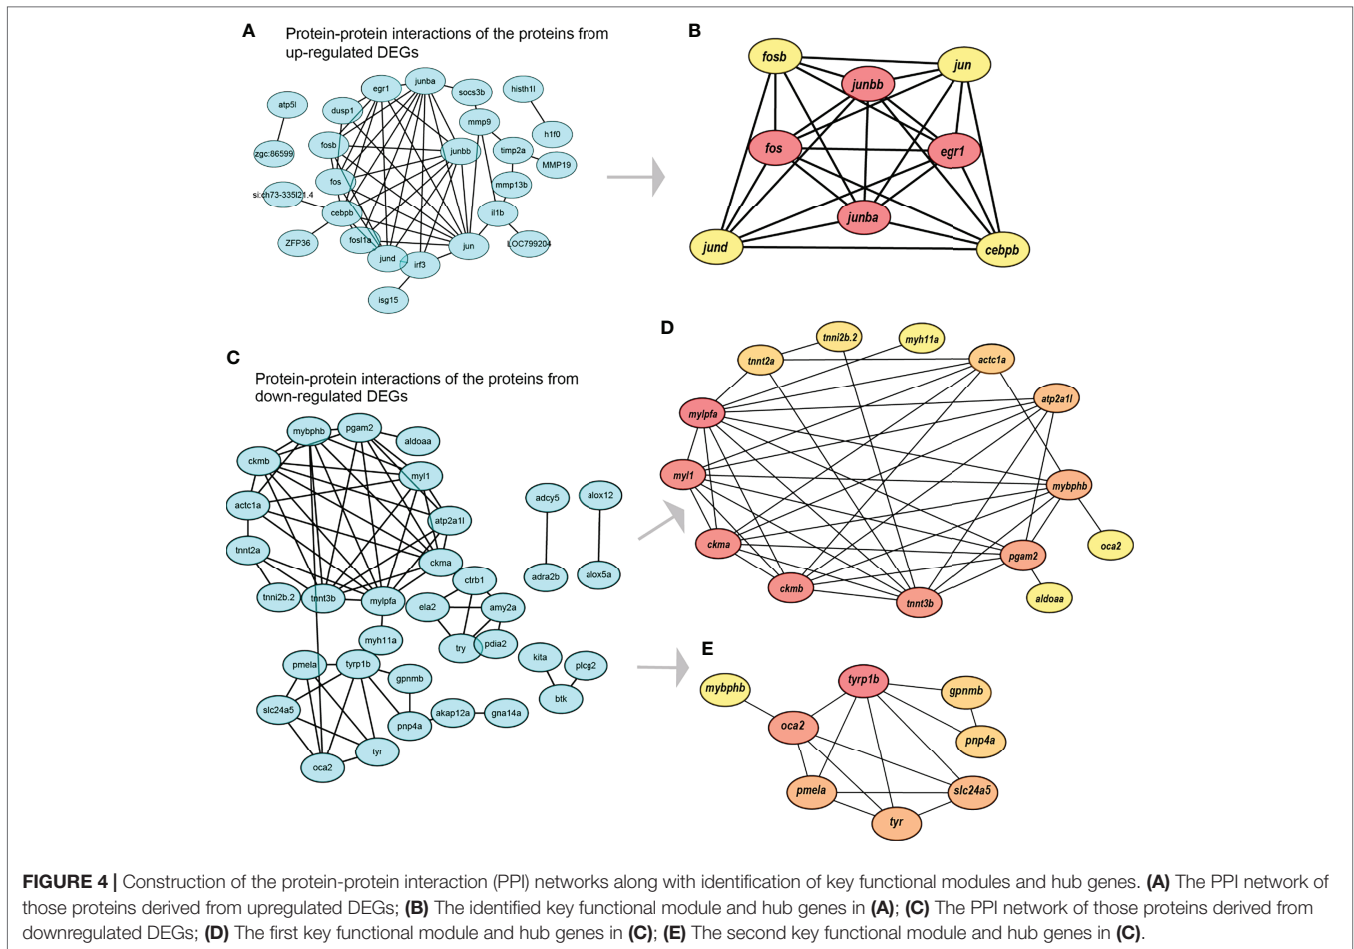 A
Protein-protein interactions of the proteins from
up-regulated DEGs
egr1
junba
socs3b
histh1l
atp5l
dusp1
mmp9
h1f0
zgc:86599
fosb
junbb
timp2a
MMP19
si:ch73-335l21.4
fos
mmp13b
cebpb
il1b
ZFP36
fosl1a
jun
LOC799204
jund
irf3
isg15
B
fosb
jun
junbb
fos
egr1
junba
jund
cebpb
C
Protein-protein interactions of the proteins from
down-regulated DEGs
mybphb
pgam2
aldoaa
ckmb
myl1
actc1a
atp2a1l
tnnt2a
ckma
tnni2b.2
tnnt3b
mylpfa
ctrb1
ela2
amy2a
myh11a
try
pdia2
adcy5
alox12
adra2b
alox5a
pmela
tyrp1b
gpnmb
kita
plcg2
btk
slc24a5
pnp4a
akap12a
gna14a
tyr
oca2
D
tnnt2a
tnni2b.2
myh11a
actc1a
mylpfa
atp2a1l
myl1
mybphb
ckma
pgam2
oca2
ckmb
tnnt3b
aldoaa
E
mybphb
tyrp1b
gpnmb
oca2
pnp4a
pmela
slc24a5
tyr
FIGURE 4 | Construction of the protein-protein interaction (PPI) networks along with identification of key functional modules and hub genes. (A) The PPI network of
those proteins derived from upregulated DEGs; (B) The identified key functional module and hub genes in (A); (C) The PPI network of those proteins derived from
downregulated DEGs; (D) The first key functional module and hub genes in (C); (E) The second key functional module and hub genes in (C).